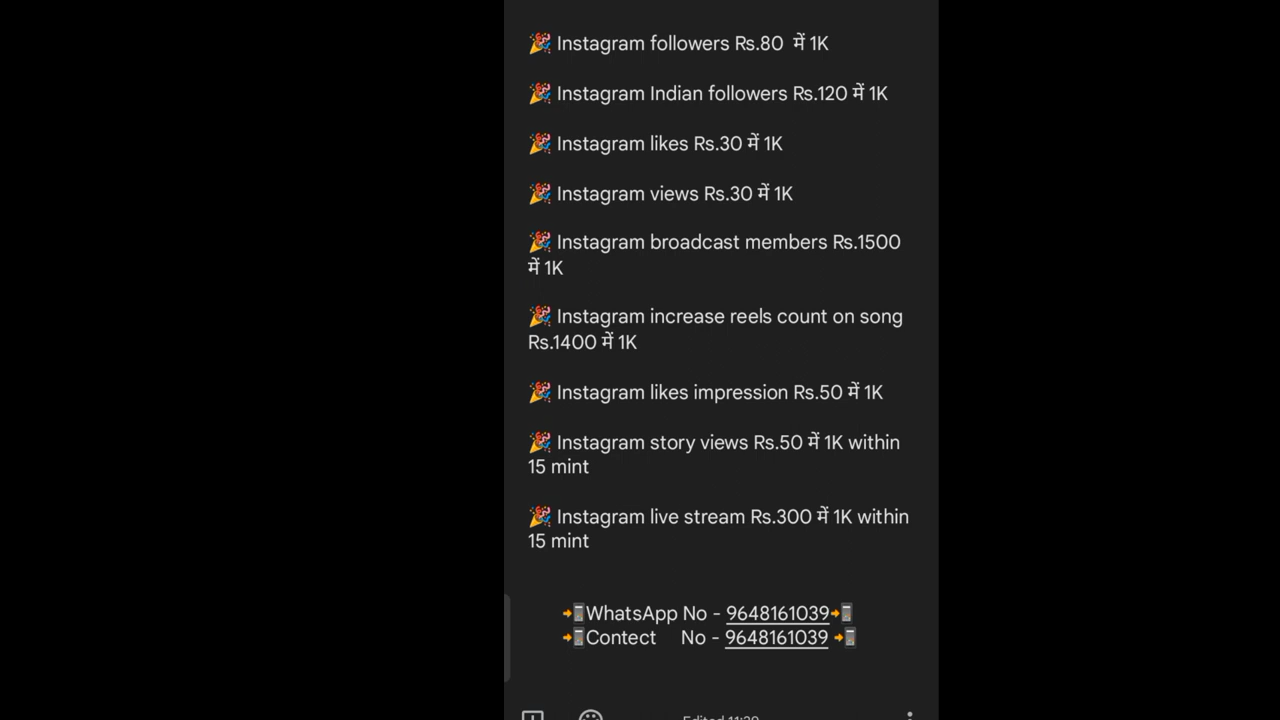 🎉 Instagram followers Rs.80 में 1K
🎉 Instagram Indian followers Rs.120 में 1K
🎉 Instagram likes Rs.30 में 1K
🎉 Instagram views Rs.30 में 1K
🎉 Instagram broadcast members Rs.1500
में 1K
🎉 Instagram increase reels count on song
Rs.1400 में 1K
🎉 Instagram likes impression Rs.50 में 1K
🎉 Instagram story views Rs.50 में 1K within
15 mint
🎉 Instagram live stream Rs.300 में 1K within
15 mint
➜📱WhatsApp No - 9648161039➜📱
➜📱Contect No - 9648161039 ➜📱
Edited 11:39